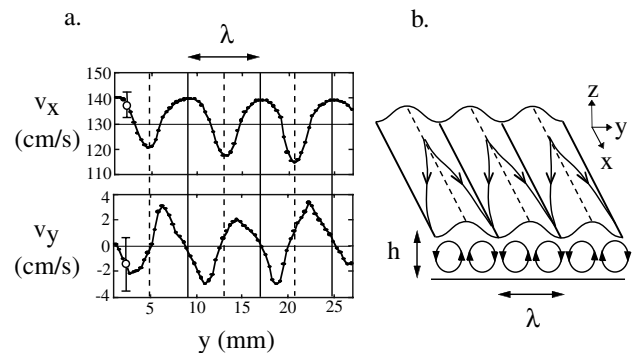 a.
λ
150
140
130
120
110
v_x
(cm/s)
4
2
0
-2
-4
v_y
(cm/s)
5
10
15
20
25
y (mm)
b.
z
y
x
h
λ